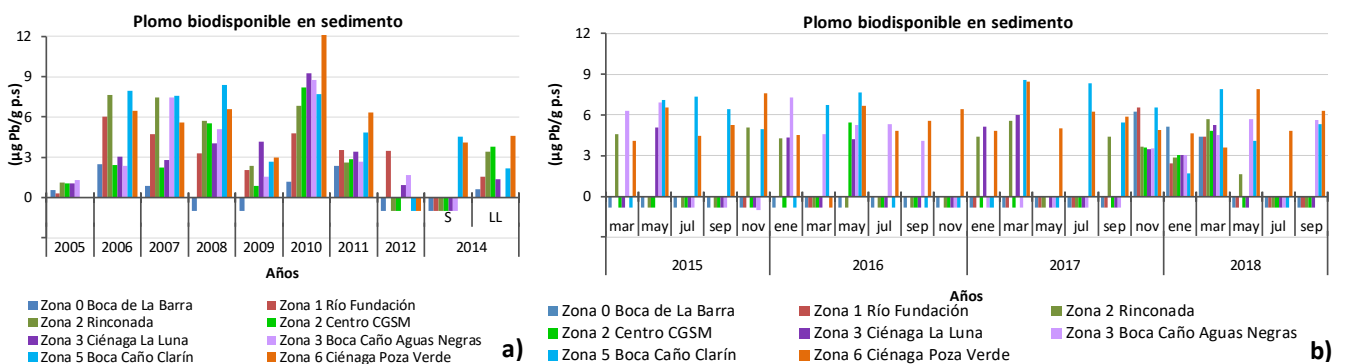 Plomo biodisponible en sedimento
(µg Pb/g p.s)
12
9
6
3
0
S LL
2005 2006 2007 2008 2009 2010 2011 2012 2014
Años
Zona 0 Boca de La Barra Zona 1 Río Fundación
Zona 2 Rinconada Zona 2 Centro CGSM
Zona 3 Ciénaga La Luna Zona 3 Boca Caño Aguas Negras
Zona 5 Boca Caño Clarín Zona 6 Ciénaga Poza Verde
a)
Plomo biodisponible en sedimento
(µg Pb/g p.s)
12
9
6
3
0
mar may jul sep nov ene mar may jul sep nov ene mar may jul sep nov ene mar may jul sep
2015 2016 2017 2018
Años
Zona 0 Boca de La Barra Zona 1 Río Fundación Zona 2 Rinconada
Zona 2 Centro CGSM Zona 3 Ciénaga La Luna Zona 3 Boca Caño Aguas Negras
Zona 5 Boca Caño Clarín Zona 6 Ciénaga Poza Verde
b)